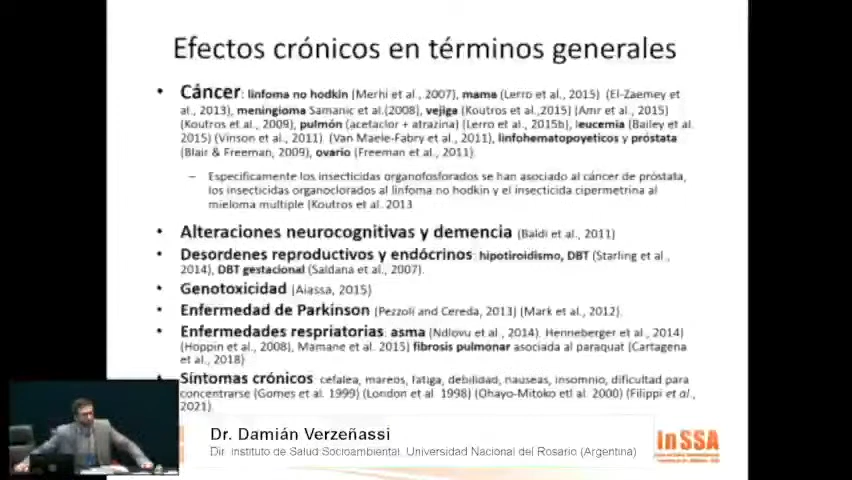 Efectos crónicos en términos generales
• Cáncer: linfoma no hodkin (Merhi et al., 2007), mama (Lerro et al., 2015) (El-Zaemey et
al., 2013), meningioma Samanic et al.(2008), vejiga (Koutros et al.,2015) (Amr et al., 2015)
(Koutros et al., 2009), pulmón (acetaclor + atrazina) (Lerro et al., 2015b), leucemia (Bailey et al.
2015) (Vinson et al., 2011). (Van Maele-Fabry et al., 2011), linfohematopoyeticos y próstata
(Blair & Freeman, 2009), ovario (Freeman et al., 2011).
– Especificamente los insecticidas organofosforados se han asociado al cáncer de próstata,
los insecticidas organoclorados al linfoma no hodkin y el insecticida cipermetrina al
mieloma multiple (Koutros et al. 2013
• Alteraciones neurocognitivas y demencia (Baldi et al., 2011)
• Desordenes reproductivos y endócrinos: hipotiroidismo, DBT (Starling et al.,
2014), DBT gestacional (Saldana et al., 2007).
• Genotoxicidad (Aiassa, 2015)
• Enfermedad de Parkinson (Pezzoli and Cereda, 2013) (Mark et al., 2012).
• Enfermedades respriatorias: asma (Ndlovu et al., 2014). Henneberger et al., 2014)
(Hoppin et al., 2008), Mamane et al. 2015) fibrosis pulmonar asociada al paraquat (Cartagena
et al., 2018)
• Síntomas crónicos: cefalea, mareos, fatiga, debilidad, nauseas, insomnio, dificultad para
concentrarse (Gomes et al. 1999) (London et al. 1998) (Ohayo-Mitoko etl al. 2000) (Filippi et al.,
2021).
Dr. Damián Verzeñassi
Dir. Instituto de Salud Socioambiental. Universidad Nacional del Rosario (Argentina)
InSSA